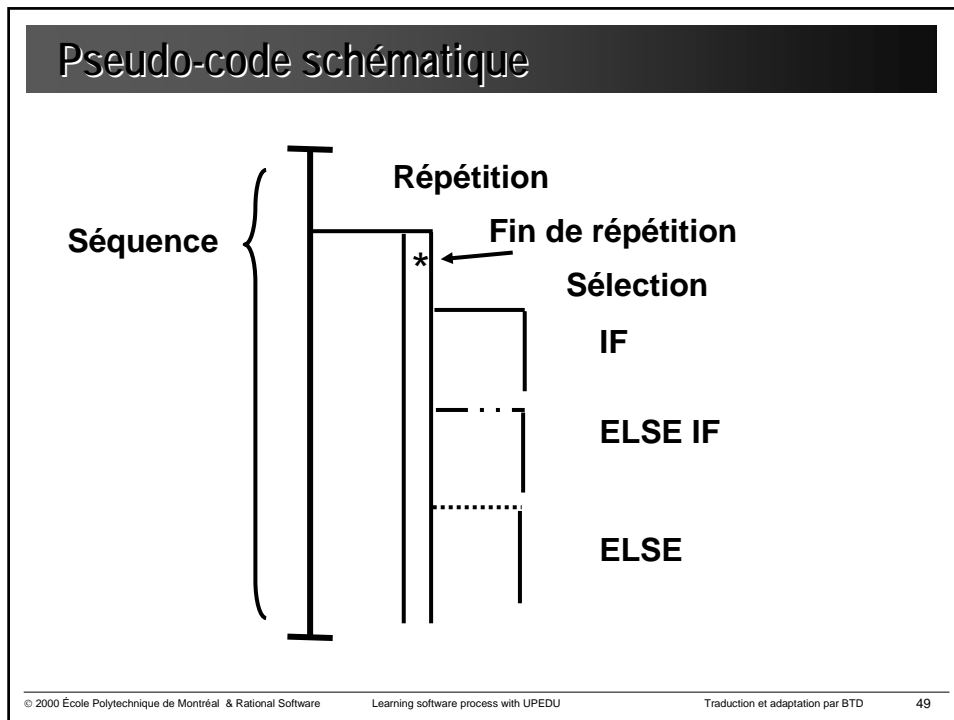 Pseudo-code schématique
Répétition
Séquence
Fin de répétition
*
Sélection
IF
ELSE IF
ELSE
© 2000 École Polytechnique de Montréal & Rational Software Learning software process with UPEDU Traduction et adaptation par BTD 49